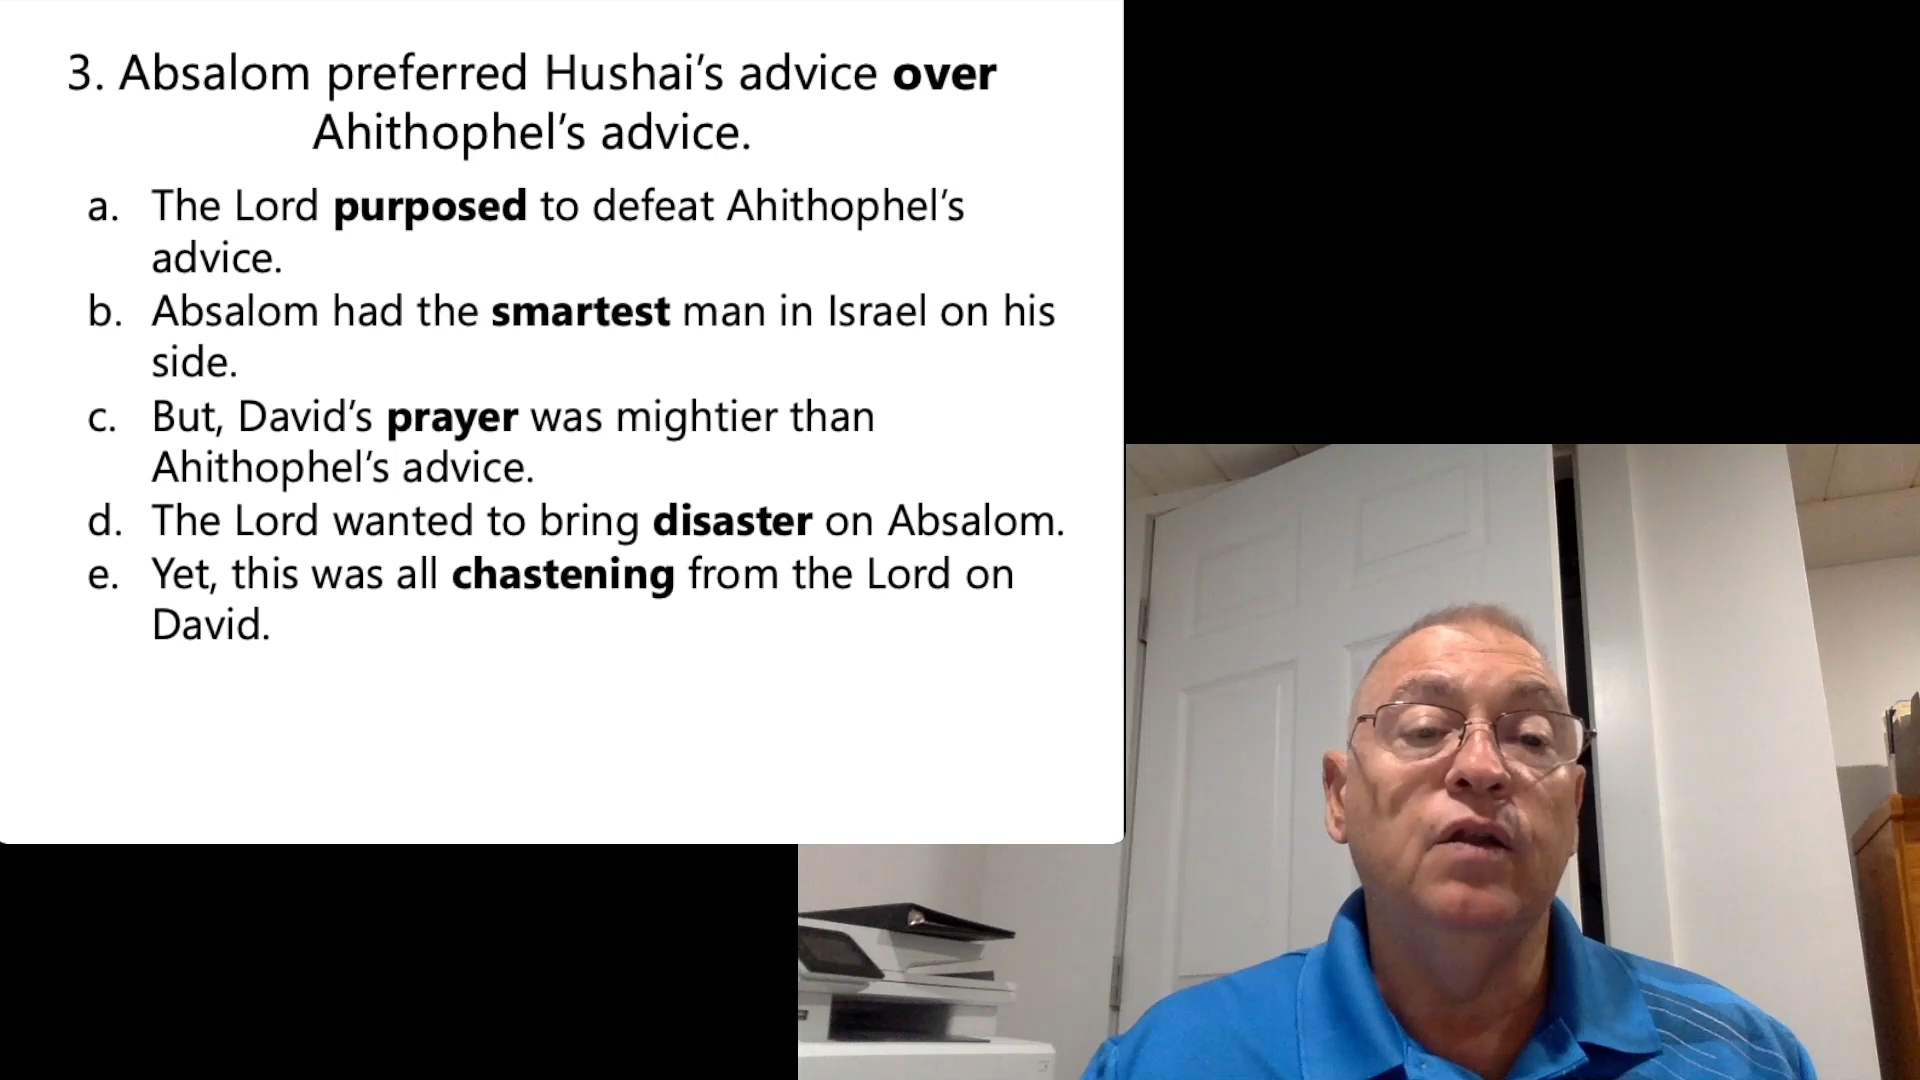 3. Absalom preferred Hushai’s advice over
Ahithophel’s advice.
a. The Lord purposed to defeat Ahithophel’s
advice.
b. Absalom had the smartest man in Israel on his
side.
c. But, David’s prayer was mightier than
Ahithophel’s advice.
d. The Lord wanted to bring disaster on Absalom.
e. Yet, this was all chastening from the Lord on
David.